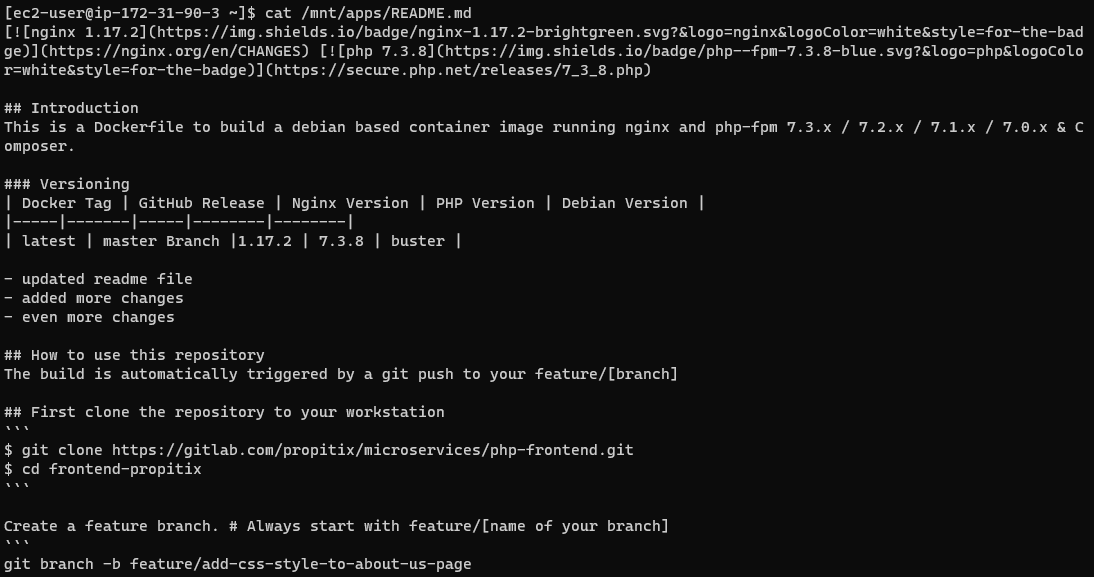 [ec2-user@ip-172-31-90-3 ~]$ cat /mnt/apps/README.md
[![nginx 1.17.2](https://img.shields.io/badge/nginx-1.17.2-brightgreen.svg?&logo=nginx&logoColor=white&style=for-the-bad
ge)](https://nginx.org/en/CHANGES) [![php 7.3.8](https://img.shields.io/badge/php--fpm-7.3.8-blue.svg?&logo=php&logoColo
r=white&style=for-the-badge)](https://secure.php.net/releases/7_3_8.php)

## Introduction
This is a Dockerfile to build a debian based container image running nginx and php-fpm 7.3.x / 7.2.x / 7.1.x / 7.0.x & C
omposer.

### Versioning
| Docker Tag | GitHub Release | Nginx Version | PHP Version | Debian Version |
|-----|-------|-----|--------|--------|
| latest | master Branch |1.17.2 | 7.3.8 | buster |

- updated readme file
- added more changes
- even more changes

## How to use this repository
The build is automatically triggered by a git push to your feature/[branch]

## First clone the repository to your workstation
```
$ git clone https://gitlab.com/propitix/microservices/php-frontend.git
$ cd frontend-propitix
```

Create a feature branch. # Always start with feature/[name of your branch]
```
git branch -b feature/add-css-style-to-about-us-page